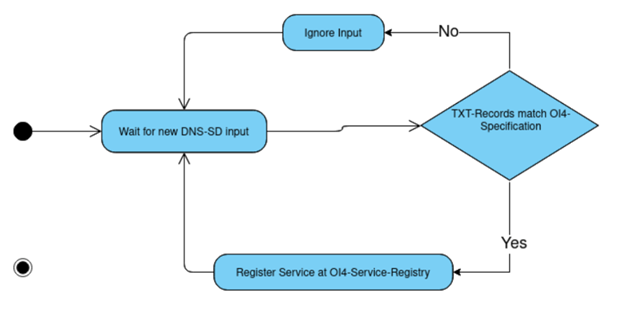 Ignore Input
No
Wait for new DNS-SD input
TXT-Records match OI4-
Specification
Yes
Register Service at OI4-Service-Registry